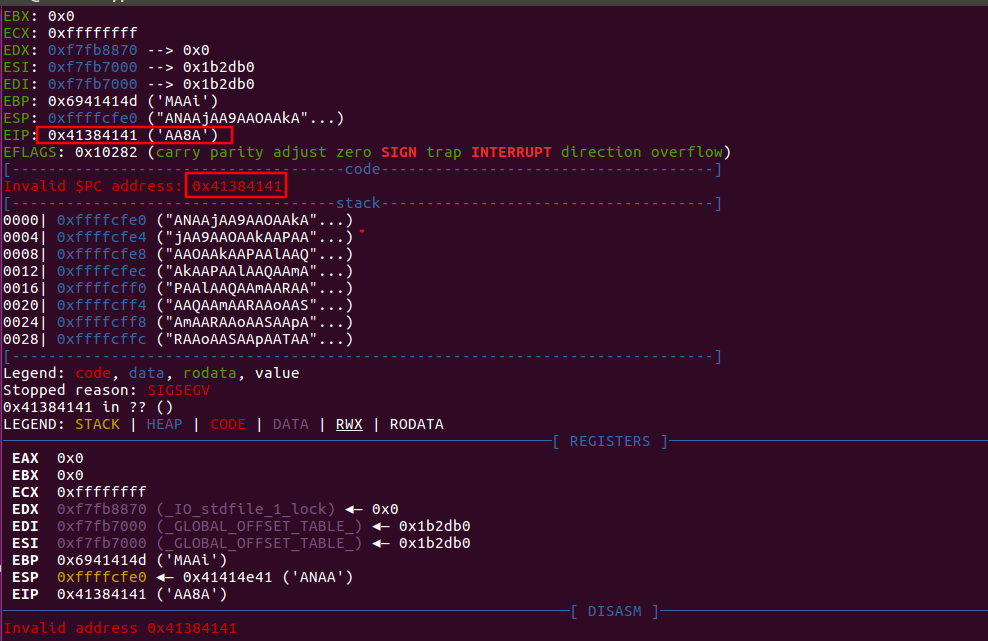 EBX: 0x0
ECX: 0xffffffff
EDX: 0xf7fb8870 --> 0x0
ESI: 0xf7fb7000 --> 0x1b2db0
EDI: 0xf7fb7000 --> 0x1b2db0
EBP: 0x6941414d ('MAAi')
ESP: 0xffffcfe0 ("ANAAjAA9AAOAAkA"...)
EIP: 0x41384141 ('AA8A')
EFLAGS: 0x10282 (carry parity adjust zero SIGN trap INTERRUPT direction overflow)
[-------------------------------------code-------------------------------------]
Invalid $PC address: 0x41384141
[------------------------------------stack-------------------------------------]
0000| 0xffffcfe0 ("ANAAjAA9AAOAAkA"...)
0004| 0xffffcfe4 ("jAA9AAOAAkAAPAA"...)
0008| 0xffffcfe8 ("AAOAAkAAPAAlAAQ"...)
0012| 0xffffcfec ("AkAAPAAlAAQAAmA"...)
0016| 0xffffcff0 ("PAAlAAQAAmAARAA"...)
0020| 0xffffcff4 ("AAQAAmAARAAoAAS"...)
0024| 0xffffcff8 ("AmAARAAoAASAApA"...)
0028| 0xffffcffc ("RAAoAASAApAATAA"...)
[------------------------------------------------------------------------------]
Legend: code, data, rodata, value
Stopped reason: SIGSEGV
0x41384141 in ?? ()
LEGEND: STACK | HEAP | CODE | DATA | RWX | RODATA
[ REGISTERS ]
EAX 0x0
EBX 0x0
ECX 0xffffffff
EDX 0xf7fb8870 (_IO_stdfile_1_lock) ◂— 0x0
EDI 0xf7fb7000 (_GLOBAL_OFFSET_TABLE_) ◂— 0x1b2db0
ESI 0xf7fb7000 (_GLOBAL_OFFSET_TABLE_) ◂— 0x1b2db0
EBP 0x6941414d ('MAAi')
ESP 0xffffcfe0 ◂— 0x41414e41 ('ANAA')
EIP 0x41384141 ('AA8A')
[ DISASM ]
Invalid address 0x41384141